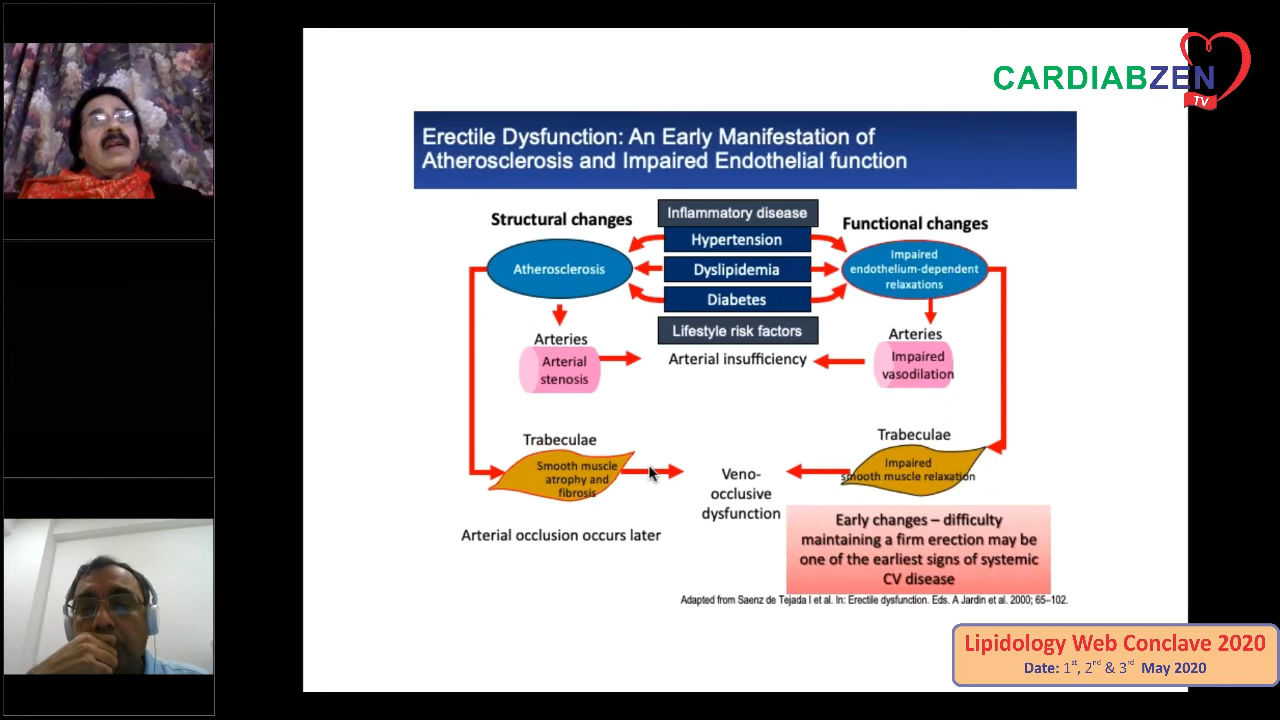 CARDIABZEN
TV
Erectile Dysfunction: An Early Manifestation of
Atherosclerosis and Impaired Endothelial function
Structural changes
Inflammatory disease
Functional changes
Hypertension
Atherosclerosis
Dyslipidemia
Impaired
endothelium-dependent
relaxations
Diabetes
Lifestyle risk factors
Arteries
Arterial
stenosis
Arterial insufficiency
Arteries
Impaired
vasodilation
Trabeculae
Smooth muscle
atrophy and
fibrosis
Veno-
occlusive
dysfunction
Trabeculae
Impaired
smooth muscle relaxation
Arterial occlusion occurs later
Early changes – difficulty
maintaining a firm erection may be
one of the earliest signs of systemic
CV disease
Adapted from Saenz de Tejada I et al. In: Erectile dysfunction. Eds. A Jardin et al. 2000; 65–102.
Lipidology Web Conclave 2020
Date: 1st, 2nd & 3rd May 2020